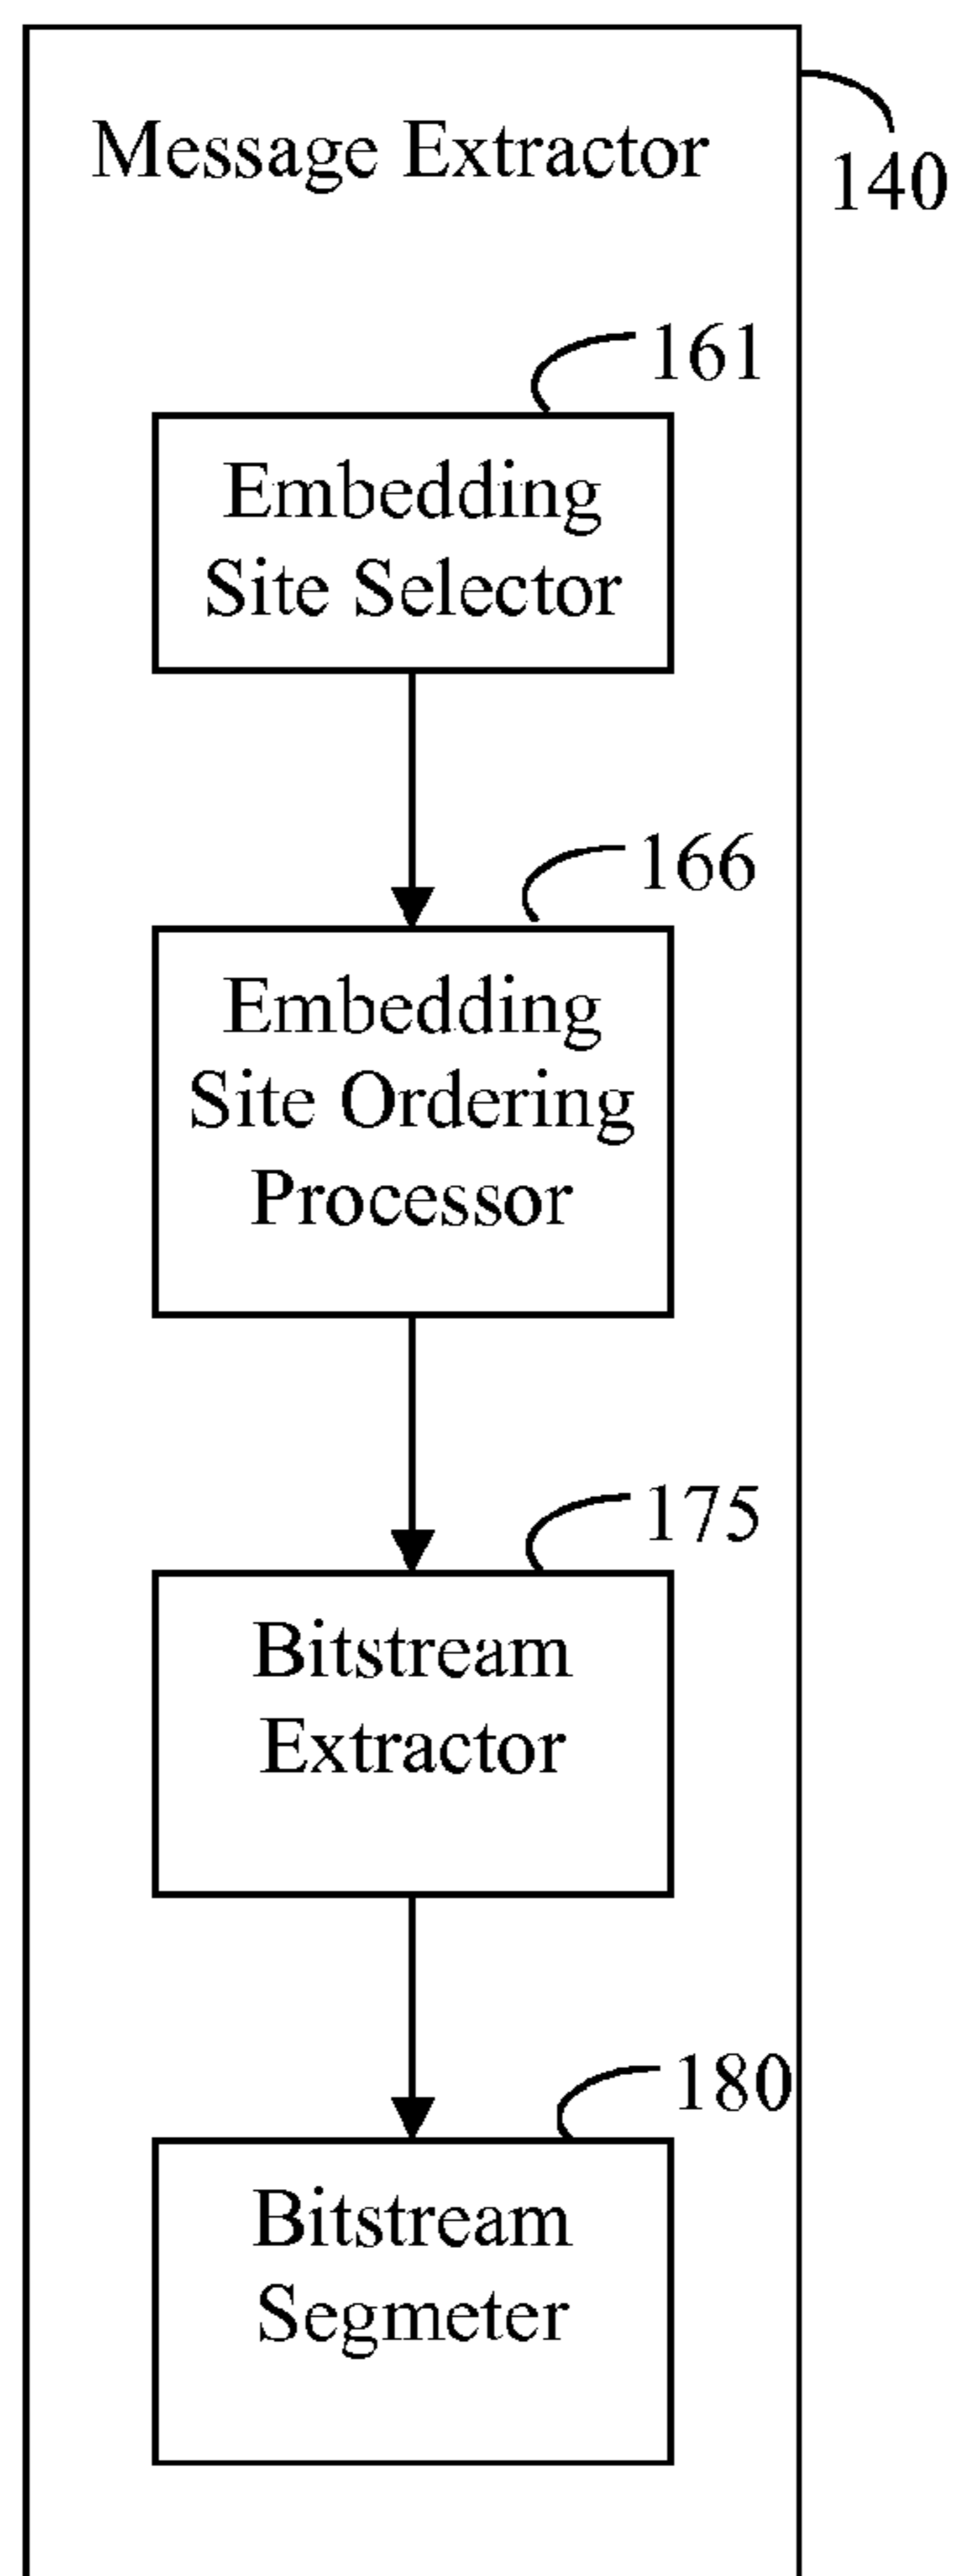 Message Extractor
140
161
Embedding
Site Selector
166
Embedding
Site Ordering
Processor
175
Bitstream
Extractor
180
Bitstream
Segmeter